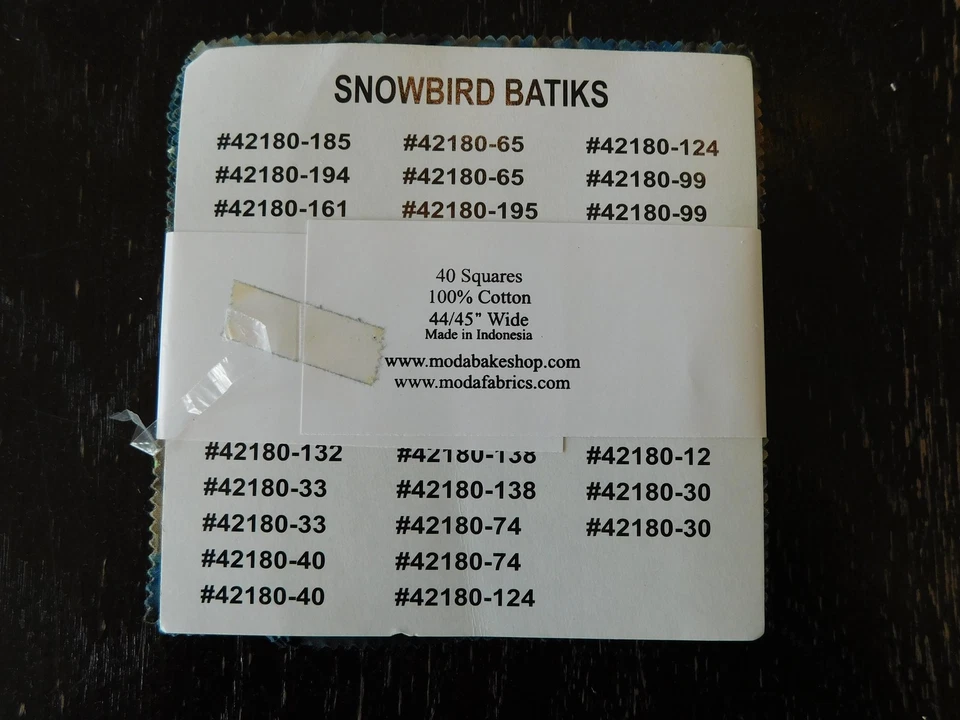 SNOWBIRD BATIKS
#42180-185 #42180-65 #42180-124
#42180-194 #42180-65 #42180-99
#42180-161 #42180-195 #42180-99
40 Squares
100% Cotton
44/45" Wide
Made in Indonesia
www.modabakeshop.com
www.modafabrics.com
#42180-132 #42180-138 #42180-12
#42180-33 #42180-138 #42180-30
#42180-33 #42180-74 #42180-30
#42180-40 #42180-74
#42180-40 #42180-124